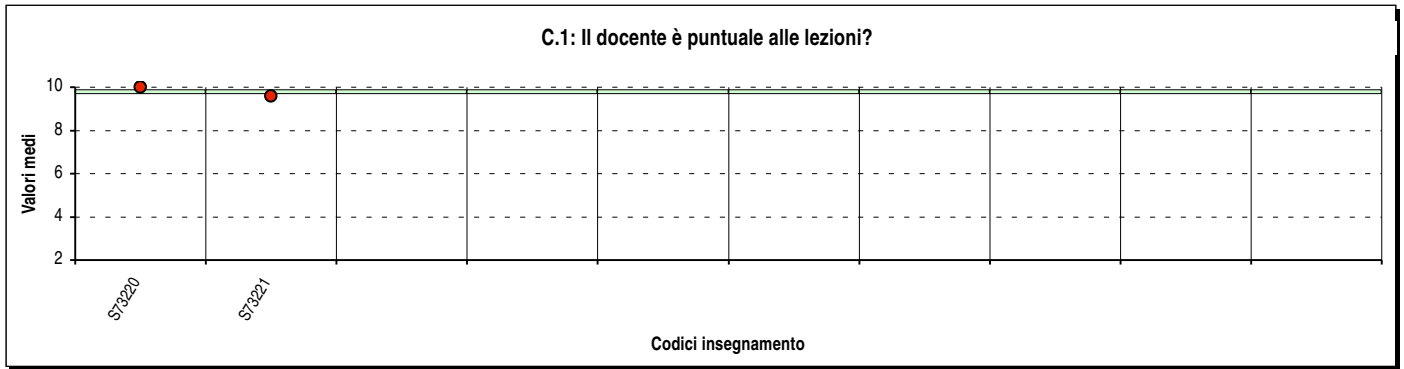 C.1: Il docente è puntuale alle lezioni?
10
8
6
4
2
Valori medi
S73220
S73221
Codici insegnamento